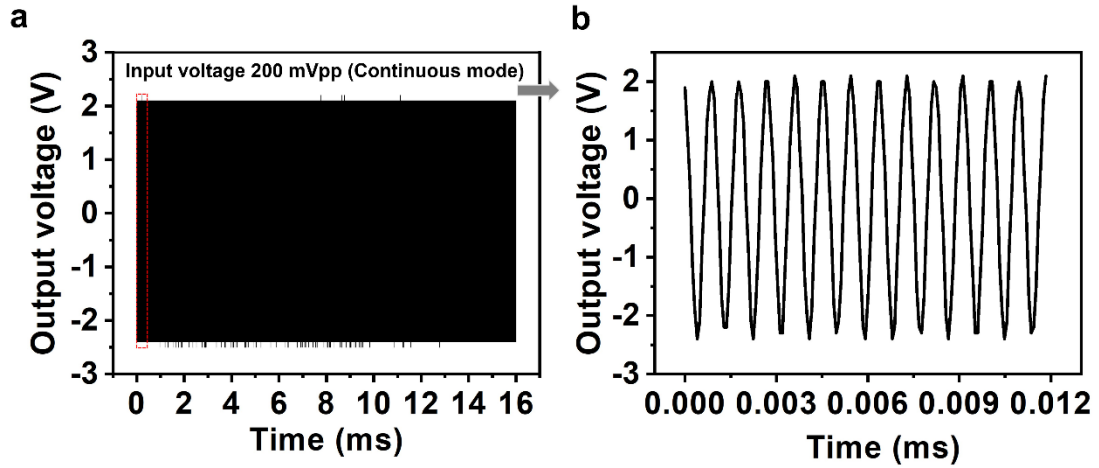 a
Input voltage 200 mVpp (Continuous mode)
Output voltage (V)
3
2
1
0
-1
-2
-3
0 2 4 6 8 10 12 14 16
Time (ms)
b
Output voltage (V)
2
1
0
-1
-2
-3
0.000 0.003 0.006 0.009 0.012
Time (ms)